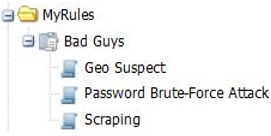 MyRules
Bad Guys
Geo Suspect
Password Brute-Force Attack
Scraping